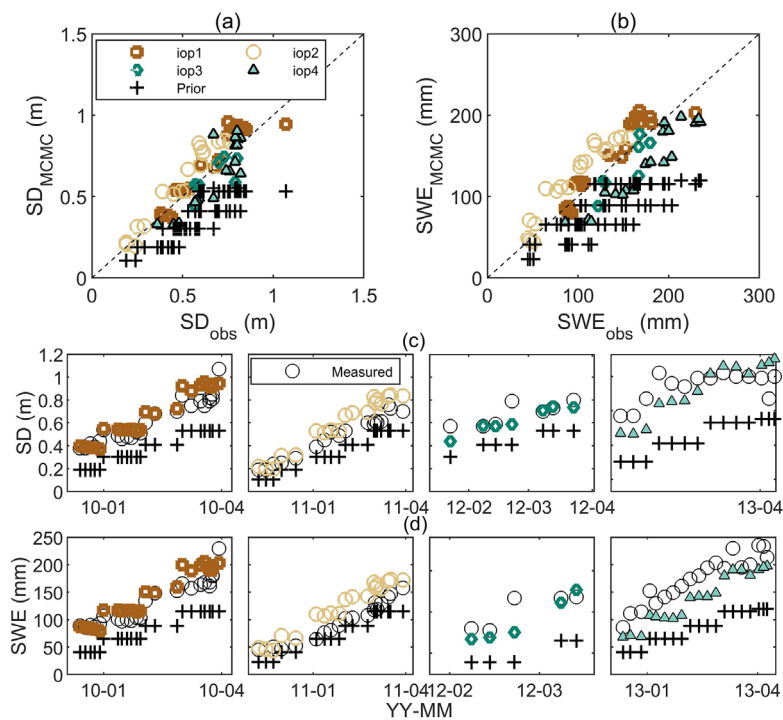 (a)
(b)
1.5
1
0.5
0
SD_MCMC (m)
iop1
iop2
iop3
iop4
Prior
0
0.5
1
1.5
SD_obs (m)
300
200
100
0
SWE_MCMC (mm)
0
100
200
300
SWE_obs (mm)
(c)
1.2
1
0.8
0.6
0.4
0.2
0
SD (m)
Measured
10-01
10-04
11-01
11-04
12-02
12-03
12-04
13-01
13-04
(d)
250
200
150
100
50
0
SWE (mm)
10-01
10-04
11-01
11-04
12-02
12-03
13-01
13-04
YY-MM